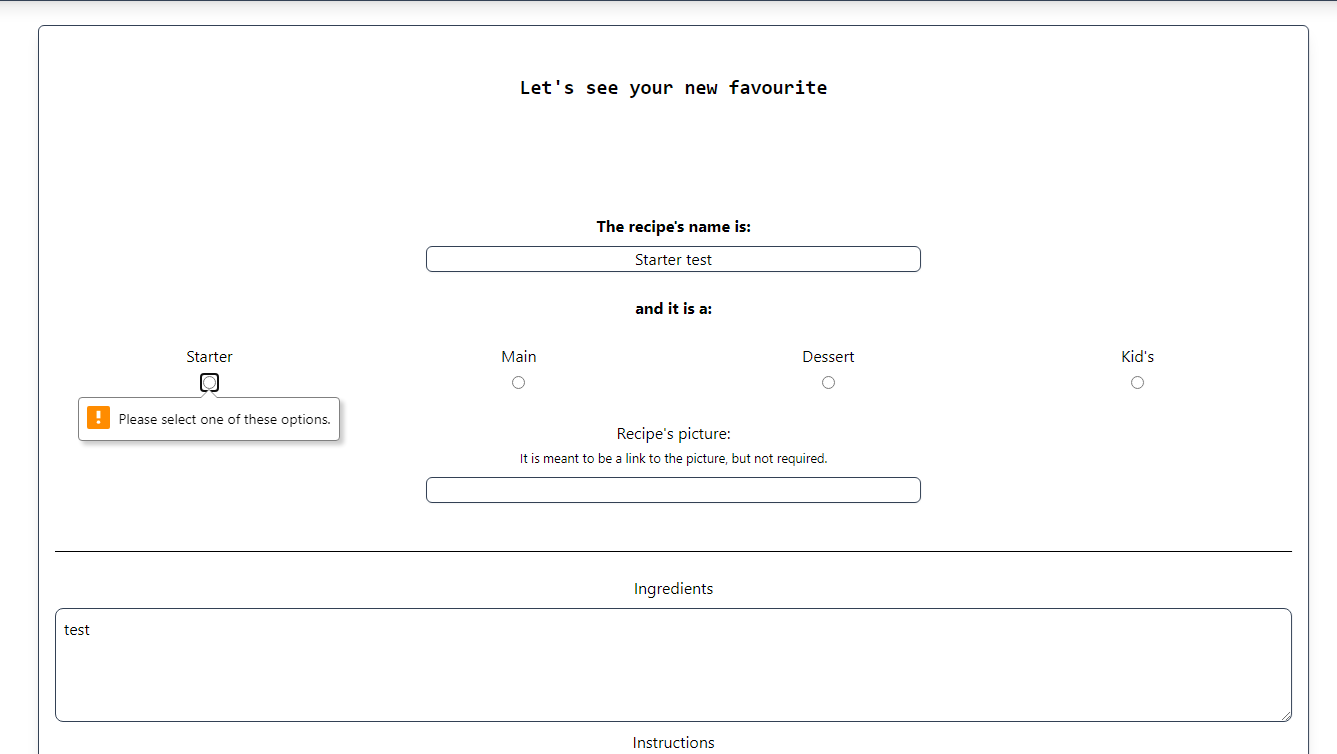 Let's see your new favourite
The recipe's name is:
Starter test
and it is a:
Starter Main Dessert Kid's
Please select one of these options.
Recipe's picture:
It is meant to be a link to the picture, but not required.
Ingredients
test
Instructions